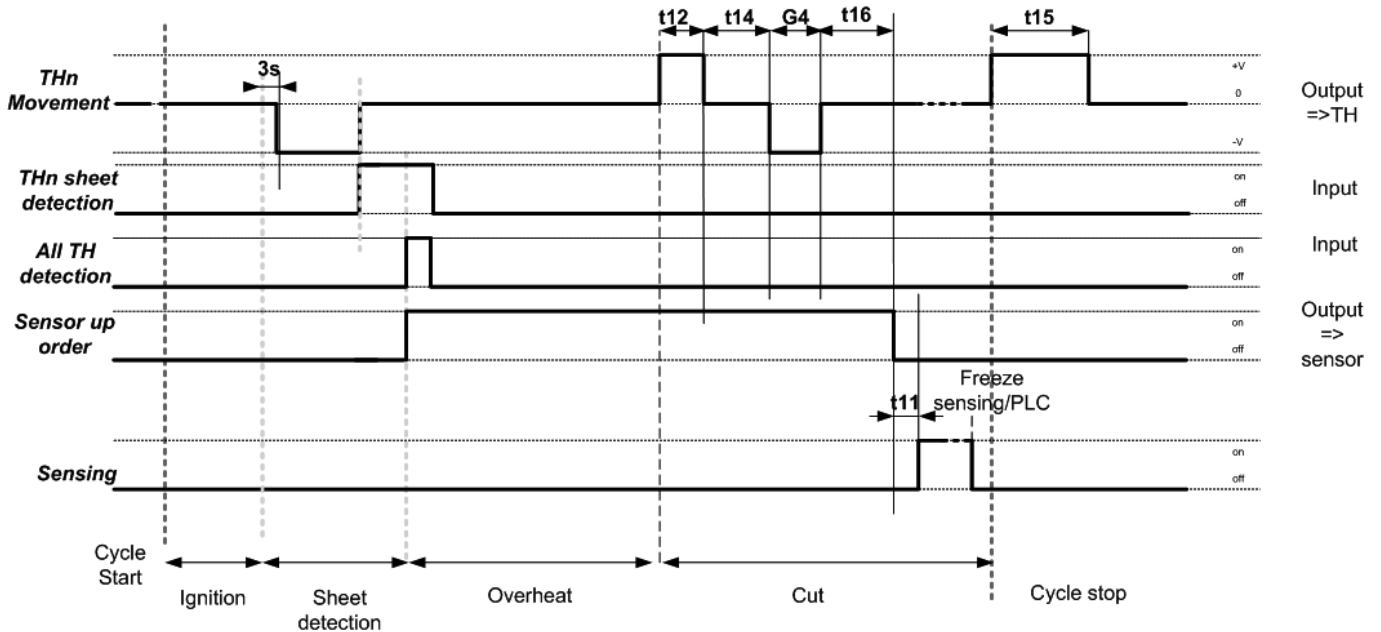 t12
t14
G4
t16
t15
3s
THn
Movement
+V
0
-V
Output
=>TH
THn sheet
detection
on
off
Input
All TH
detection
on
off
Input
Sensor up
order
on
off
Output
=>
sensor
Freeze
sensing/PLC
t11
Sensing
on
off
Cycle
Start
Ignition
Sheet
detection
Overheat
Cut
Cycle stop